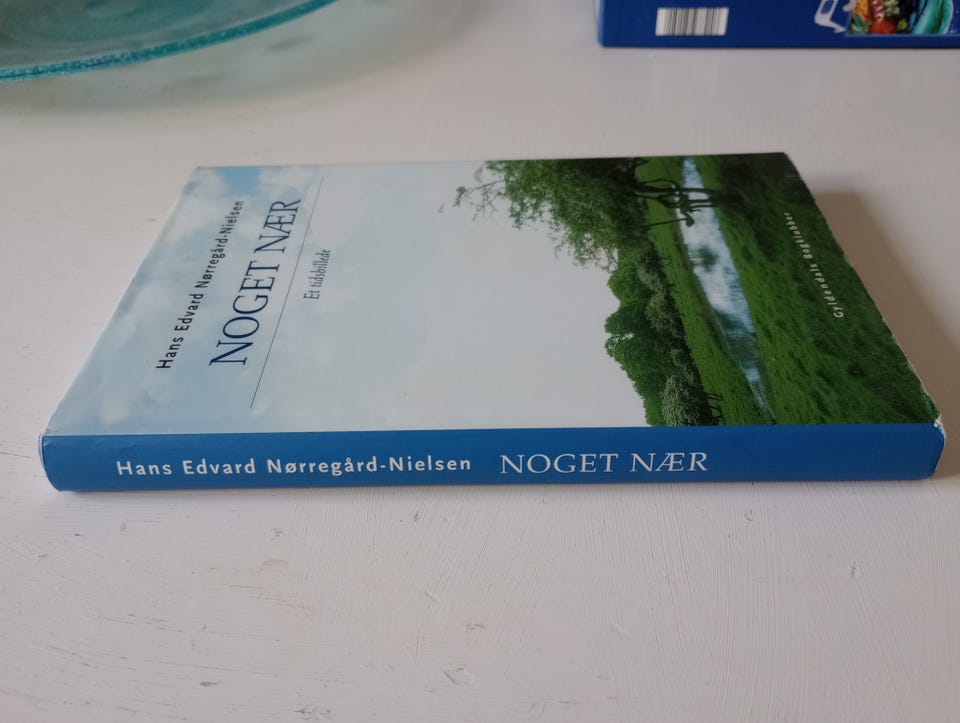 Hans Edvard Nørregård-Nielsen
NOGET NÆR
Et tidsbillede
Gyldendals Bogklubber
Hans Edvard Nørregård-Nielsen NOGET NÆR